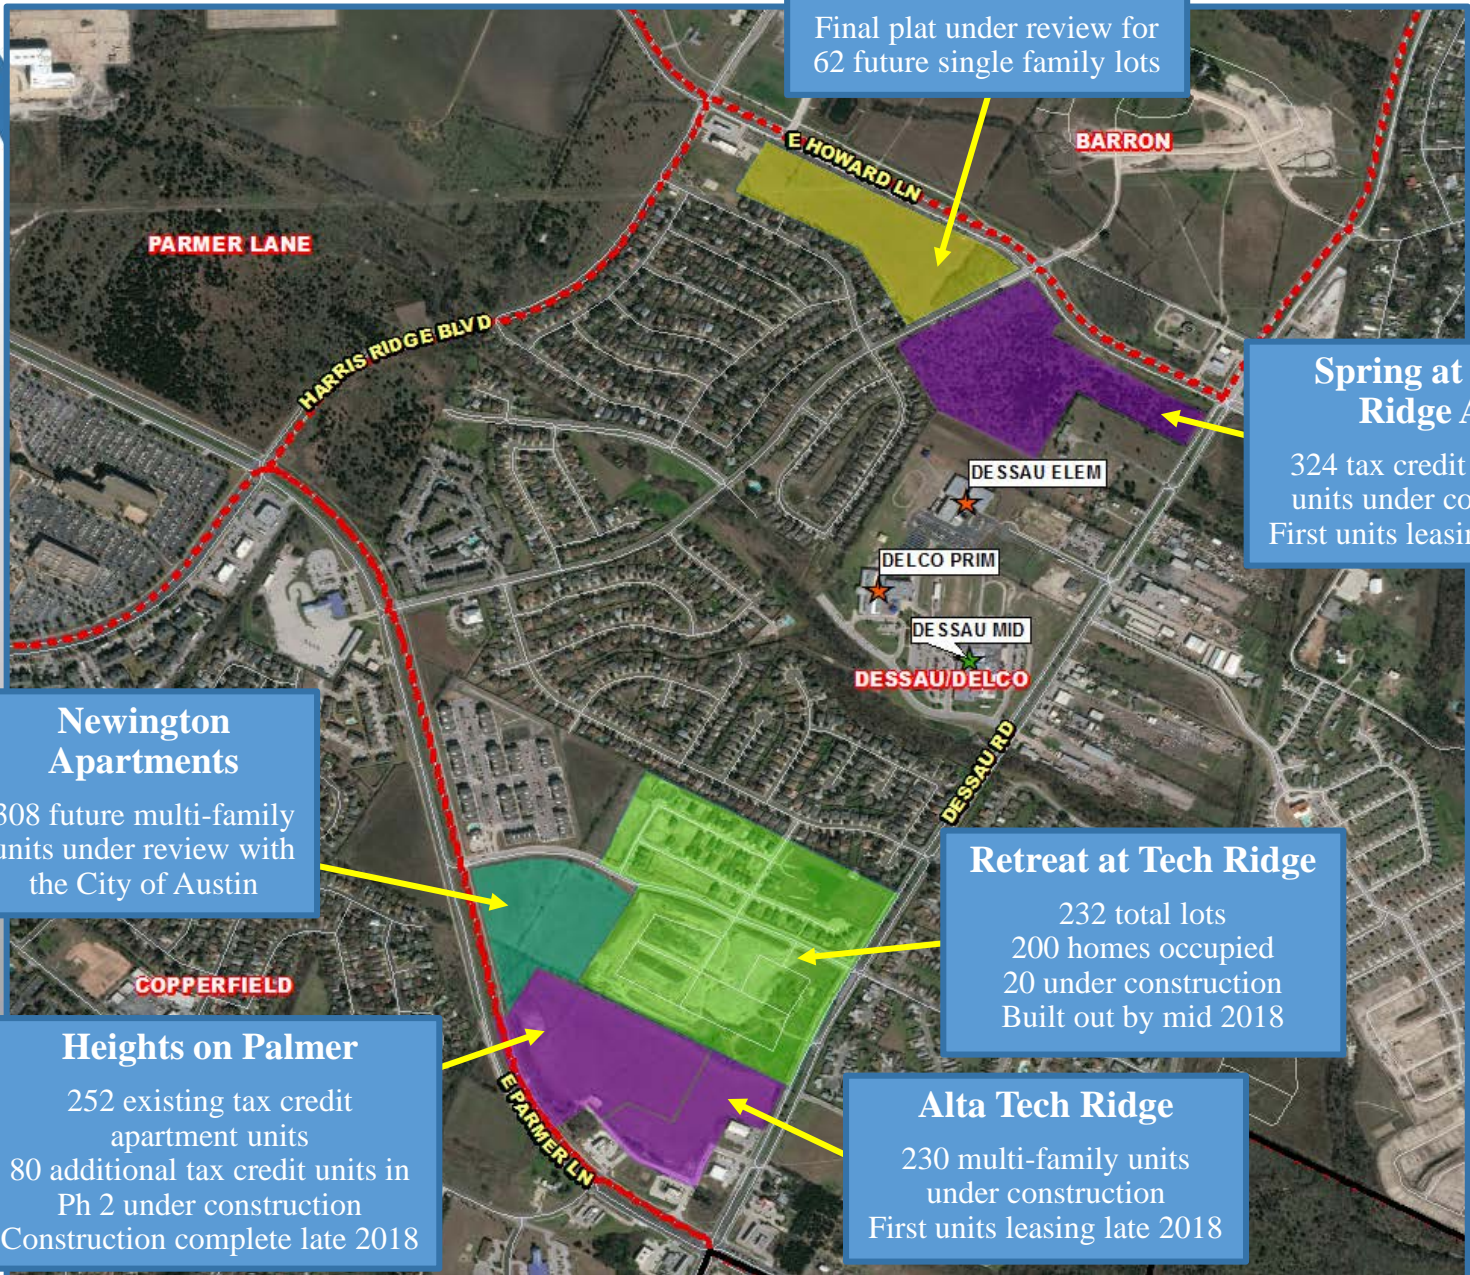 Final plat under review for
62 future single family lots
E HOWARD LN
BARRON
PARMER LANE
HARRIS RIDGE BLVD
Spring at
Ridge
324 tax credit
units under
First units
DESSAU ELEM
DELCO PRIM
DESSAU MID
DESSAU/DELCO
DESSAU RD
Newington
Apartments
308 future multi-family
units under review with
the City of Austin
Retreat at Tech Ridge
232 total lots
200 homes occupied
20 under construction
Built out by mid 2018
COPPERFIELD
Heights on Palmer
252 existing tax credit
apartment units
80 additional tax credit units in
Ph 2 under construction
Construction complete late 2018
E PARMER LN
Alta Tech Ridge
230 multi-family units
under construction
First units leasing late 2018